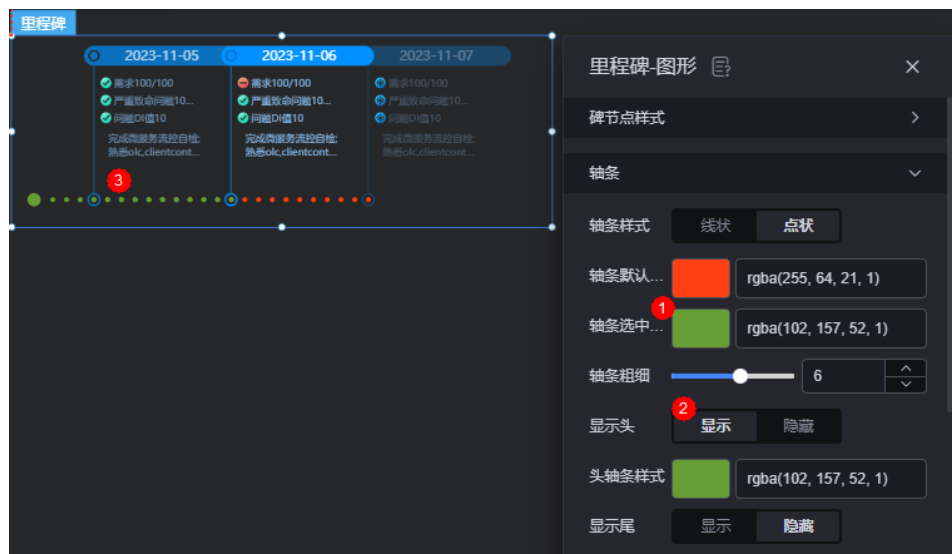 里程碑
2023-11-05
2023-11-06
2023-11-07
需求100/100
严重致命问题10...
问题DI值10
完成微服务流控自检;
熟悉olc,clientcont...
需求100/100
严重致命问题10...
问题DI值10
完成微服务流控自检;
熟悉olc,clientcont...
需求100/100
严重致命问题10...
问题DI值10
完成微服务流控自检;
熟悉olc,clientcont...
3
里程碑-图形
碑节点样式
轴条
轴条样式 线状 点状
轴条默认... rgba(255, 64, 21, 1)
1
轴条选中... rgba(102, 157, 52, 1)
轴条粗细 6
2
显示头 显示 隐藏
头轴条样式 rgba(102, 157, 52, 1)
显示尾 显示 隐藏